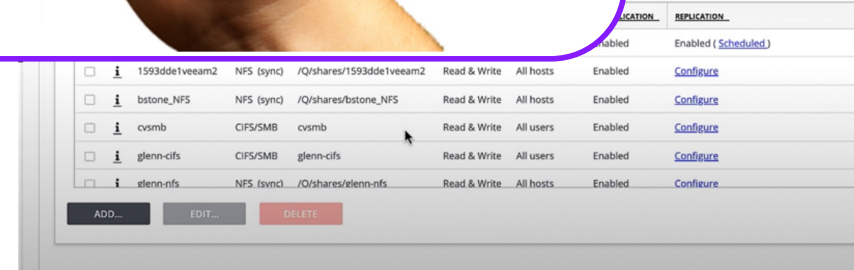 ICATION REPLICATION
nabled Enabled ( Scheduled )
i 1593dde1veeam2 NFS (sync) /Q/shares/1593dde1veeam2 Read & Write All hosts Enabled Configure
i bstone_NFS NFS (sync) /Q/shares/bstone_NFS Read & Write All hosts Enabled Configure
i cvsmb CIFS/SMB cvsmb Read & Write All users Enabled Configure
i glenn-cifs CIFS/SMB glenn-cifs Read & Write All users Enabled Configure
i glenn-nfs NFS (sync) /Q/shares/glenn-nfs Read & Write All hosts Enabled Configure
ADD... EDIT... DELETE